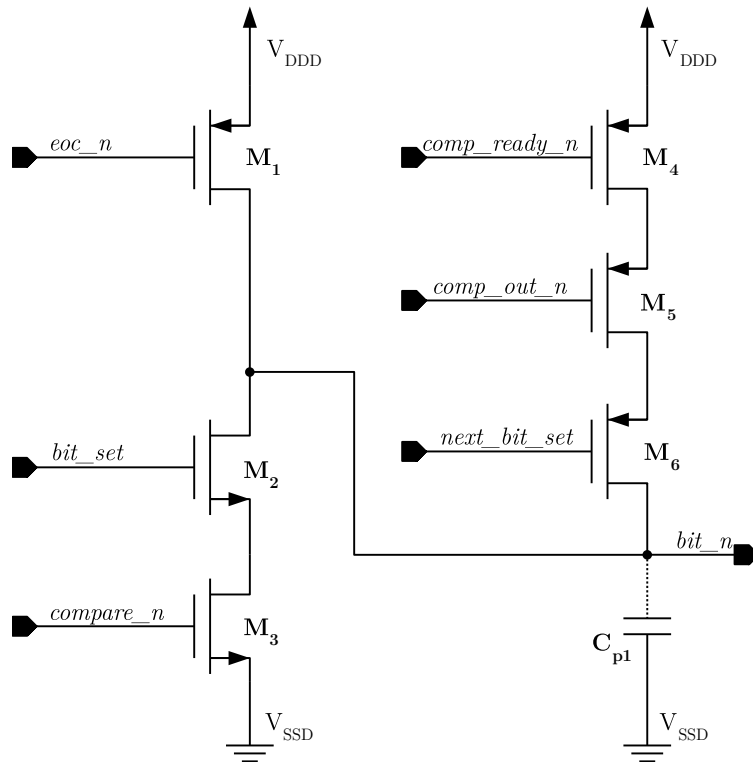 V_DDD
V_DDD
eoc_n
M_1
comp_ready_n
M_4
comp_out_n
M_5
next_bit_set
M_6
bit_set
M_2
bit_n
compare_n
M_3
C_p1
V_SSD
V_SSD